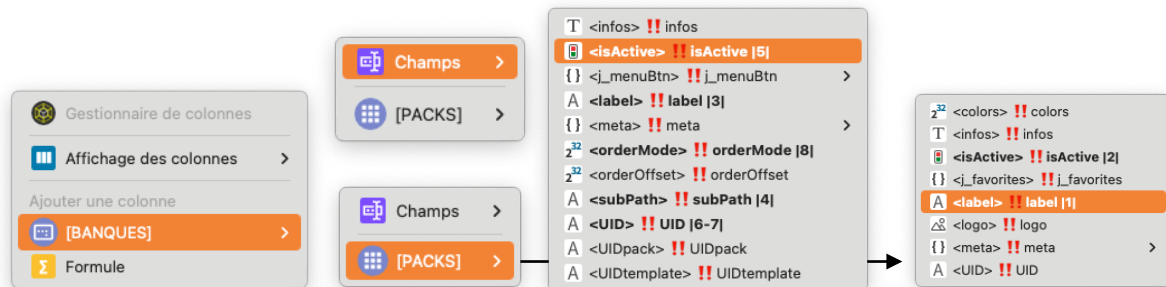 Gestionnaire de colonnes
Affichage des colonnes
Ajouter une colonne
[BANQUES]
Σ Formule
Champs
[PACKS]
Champs
[PACKS]
T <infos> ‼️ infos
<isActive> ‼️ isActive |5|
{} <j_menuBtn> ‼️ j_menuBtn
A <label> ‼️ label |3|
{} <meta> ‼️ meta
2³² <orderMode> ‼️ orderMode |8|
2³² <orderOffset> ‼️ orderOffset
A <subPath> ‼️ subPath |4|
A <UID> ‼️ UID |6-7|
A <UIDpack> ‼️ UIDpack
A <UIDtemplate> ‼️ UIDtemplate
2³² <colors> ‼️ colors
T <infos> ‼️ infos
<isActive> ‼️ isActive |2|
{} <j_favorites> ‼️ j_favorites
A <label> ‼️ label |1|
<logo> ‼️ logo
{} <meta> ‼️ meta
A <UID> ‼️ UID